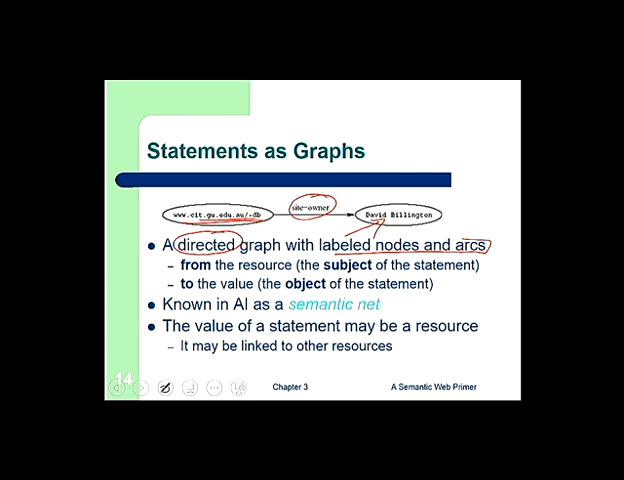 Statements as Graphs
www.cit.gu.edu.au/~db
site-owner
David Billington
A directed graph with labeled nodes and arcs
– from the resource (the subject of the statement)
– to the value (the object of the statement)
Known in AI as a semantic net
The value of a statement may be a resource
– It may be linked to other resources
14
Chapter 3
A Semantic Web Primer